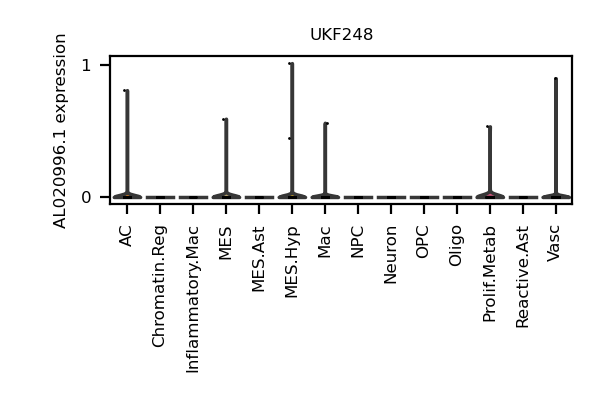 UKF248
AL020996.1 expression
1
0
AC
Chromatin.Reg
Inflammatory.Mac
MES
MES.Ast
MES.Hyp
Mac
NPC
Neuron
OPC
Oligo
Prolif.Metab
Reactive.Ast
Vasc